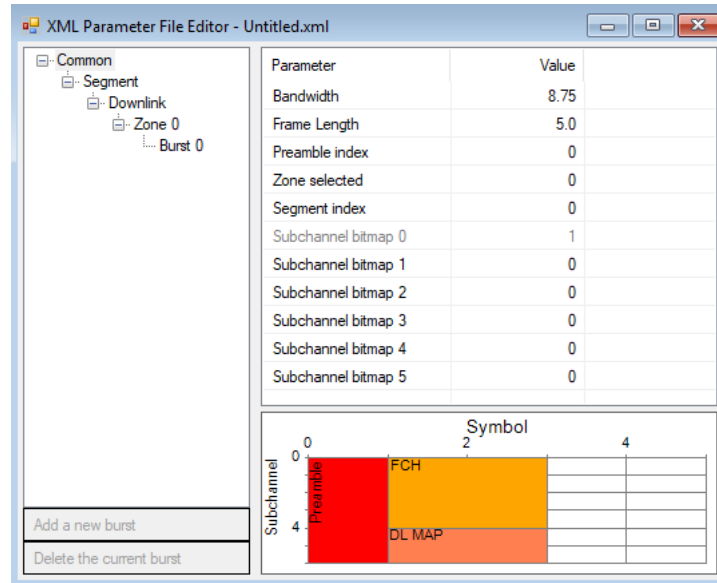 XML Parameter File Editor - Untitled.xml
Common
Segment
Downlink
Zone 0
Burst 0
Add a new burst
Delete the current burst
Parameter Value
Bandwidth 8.75
Frame Length 5.0
Preamble index 0
Zone selected 0
Segment index 0
Subchannel bitmap 0 1
Subchannel bitmap 1 0
Subchannel bitmap 2 0
Subchannel bitmap 3 0
Subchannel bitmap 4 0
Subchannel bitmap 5 0
Symbol
0 2 4
Subchannel
0
4
Preamble
FCH
DL MAP